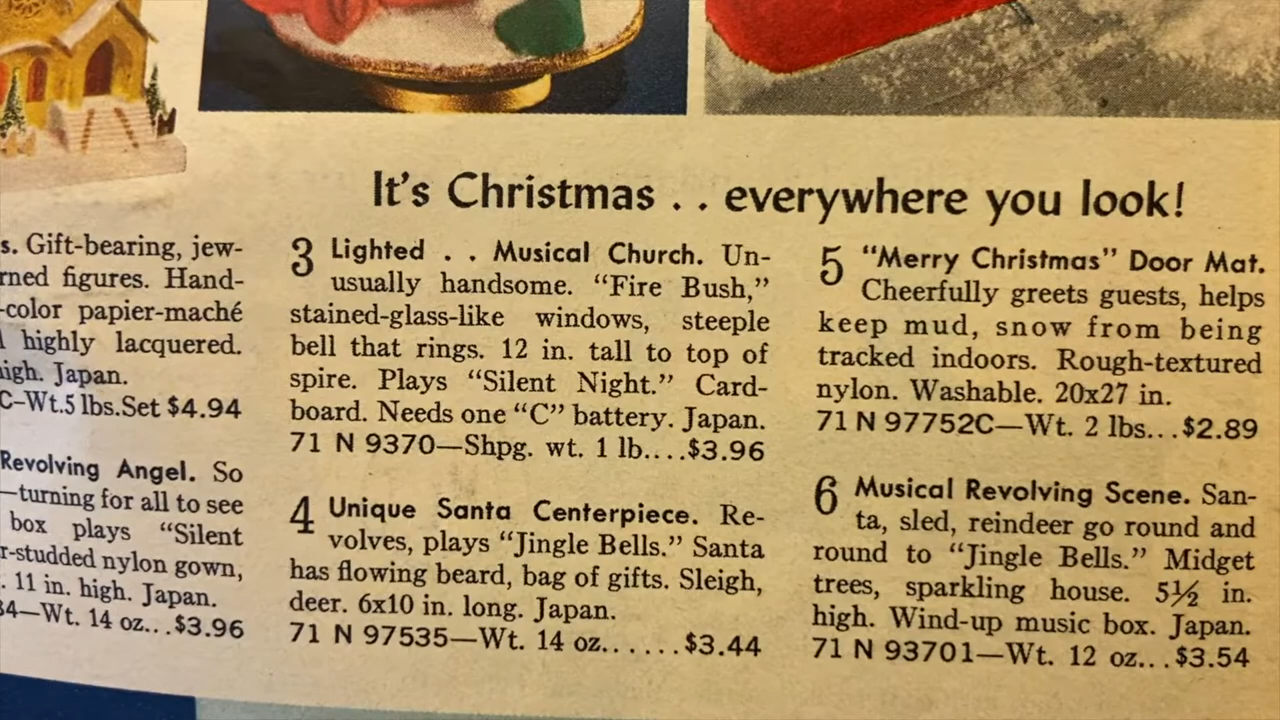 It's Christmas . . everywhere you look!
s. Gift-bearing, jew-
rned figures. Hand-
-color papier-maché
highly lacquered.
igh. Japan.
C–Wt.5 lbs.Set $4.94
Revolving Angel. So
—turning for all to see
box plays “Silent
r-studded nylon gown,
. 11 in. high. Japan.
34—Wt. 14 oz...$3.96
3 Lighted . . Musical Church. Un-
usually handsome. “Fire Bush,”
stained-glass-like windows, steeple
bell that rings. 12 in. tall to top of
spire. Plays “Silent Night.” Card-
board. Needs one “C” battery. Japan.
71 N 9370—Shpg. wt. 1 lb....$3.96
4 Unique Santa Centerpiece. Re-
volves, plays “Jingle Bells.” Santa
has flowing beard, bag of gifts. Sleigh,
deer. 6x10 in. long. Japan.
71 N 97535—Wt. 14 oz......$3.44
5 “Merry Christmas” Door Mat.
Cheerfully greets guests, helps
keep mud, snow from being
tracked indoors. Rough-textured
nylon. Washable. 20x27 in.
71 N 97752C—Wt. 2 lbs...$2.89
6 Musical Revolving Scene. San-
ta, sled, reindeer go round and
round to “Jingle Bells.” Midget
trees, sparkling house. 5½ in.
high. Wind-up music box. Japan.
71 N 93701—Wt. 12 oz...$3.54